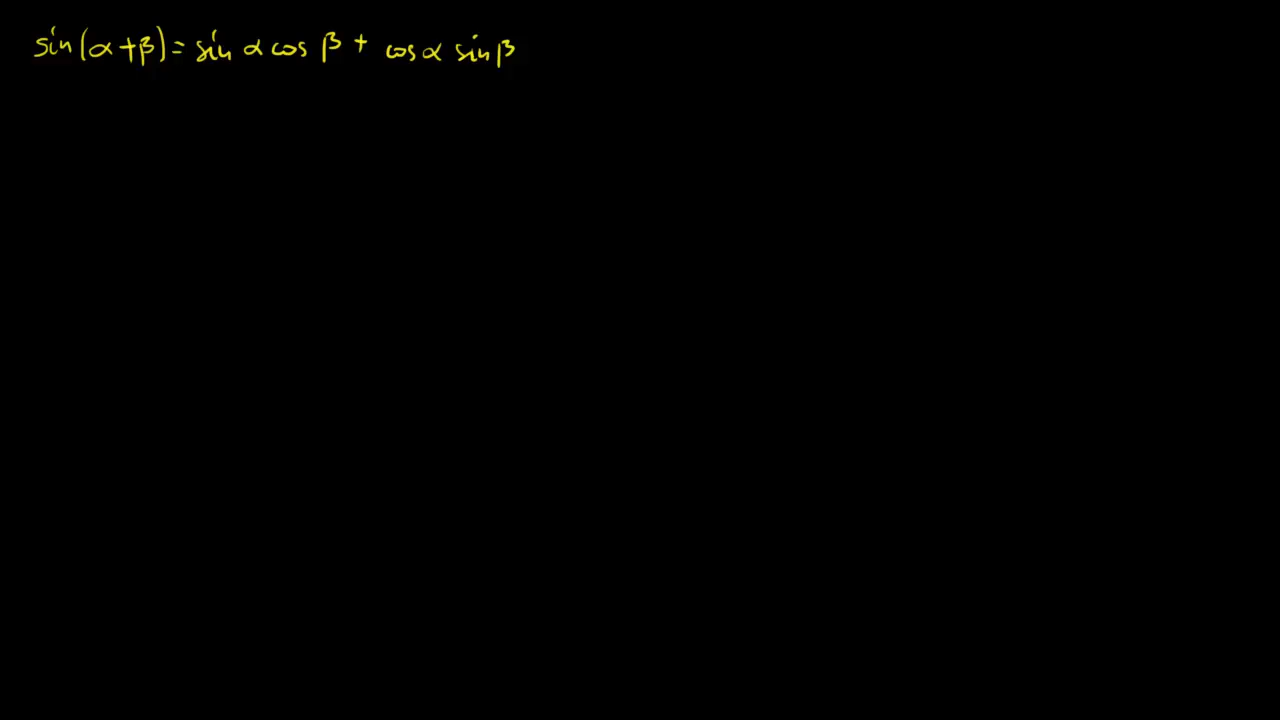 sin(α+β)= sin α cos β + cos α sin β